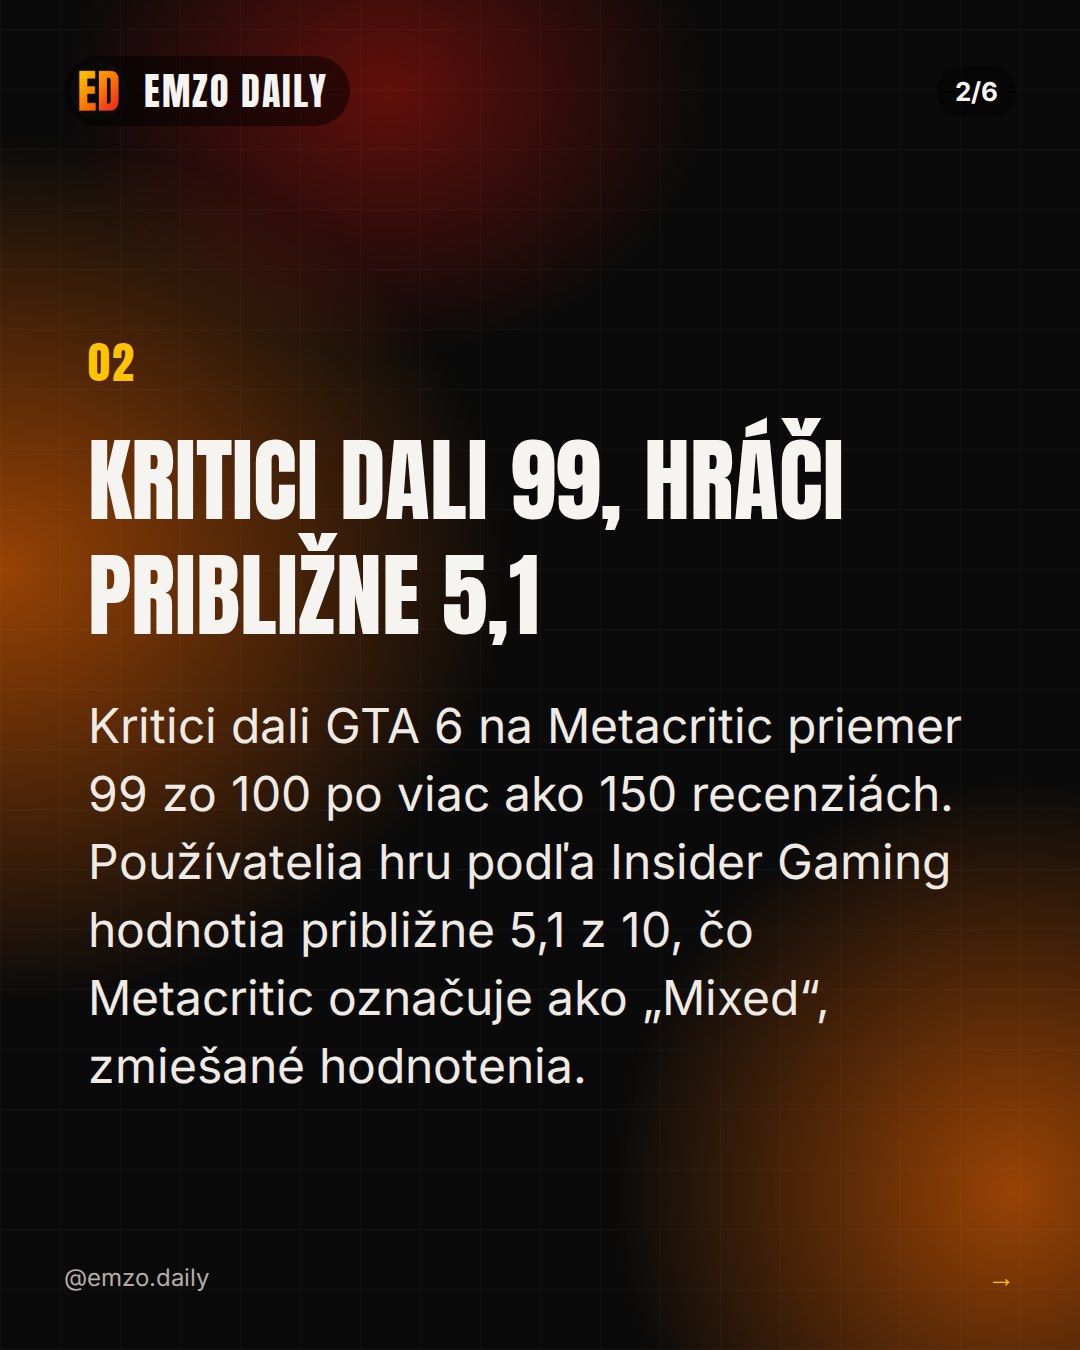 ED EMZO DAILY
2/6
02
KRITICI DALI 99, HRÁČI
PRIBLIŽNE 5,1
Kritici dali GTA 6 na Metacritic priemer
99 zo 100 po viac ako 150 recenziách.
Používatelia hru podľa Insider Gaming
hodnotia približne 5,1 z 10, čo
Metacritic označuje ako „Mixed“,
zmiešané hodnotenia.
@emzo.daily
→